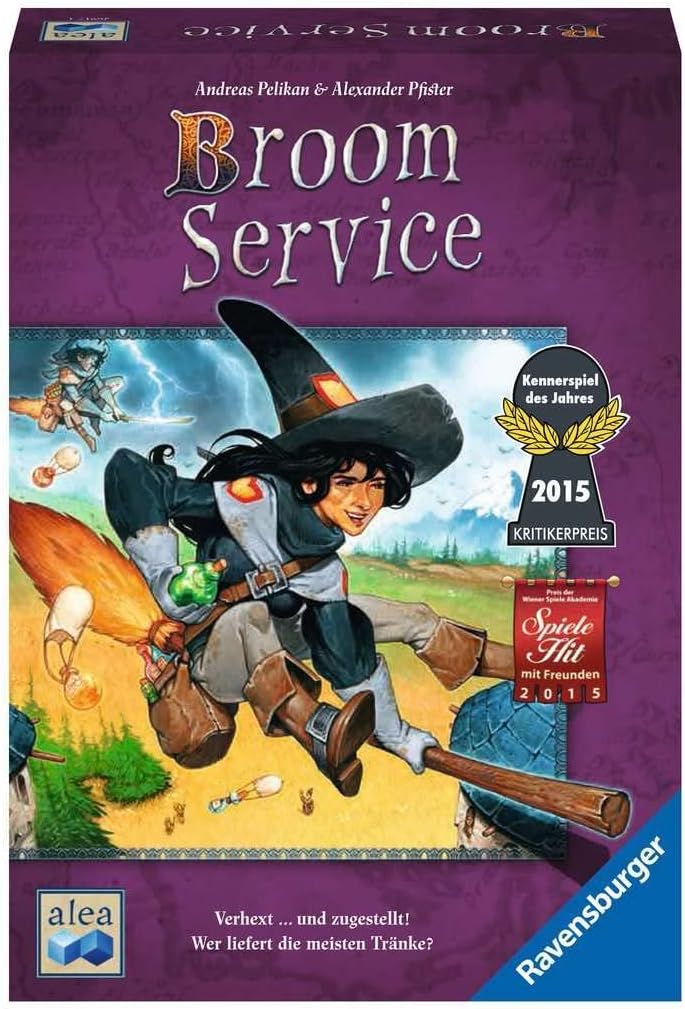 alea
Broom Service
Andreas Pelikan & Alexander Pfister
Broom
Service
Kennerspiel
des Jahres
2015
KRITIKERPREIS
Preis der
Wiener Spiele Akademie
Spiele
Hit
mit Freunden
2015
alea
Verhext ... und zugestellt!
Wer liefert die meisten Tränke?
Ravensburger